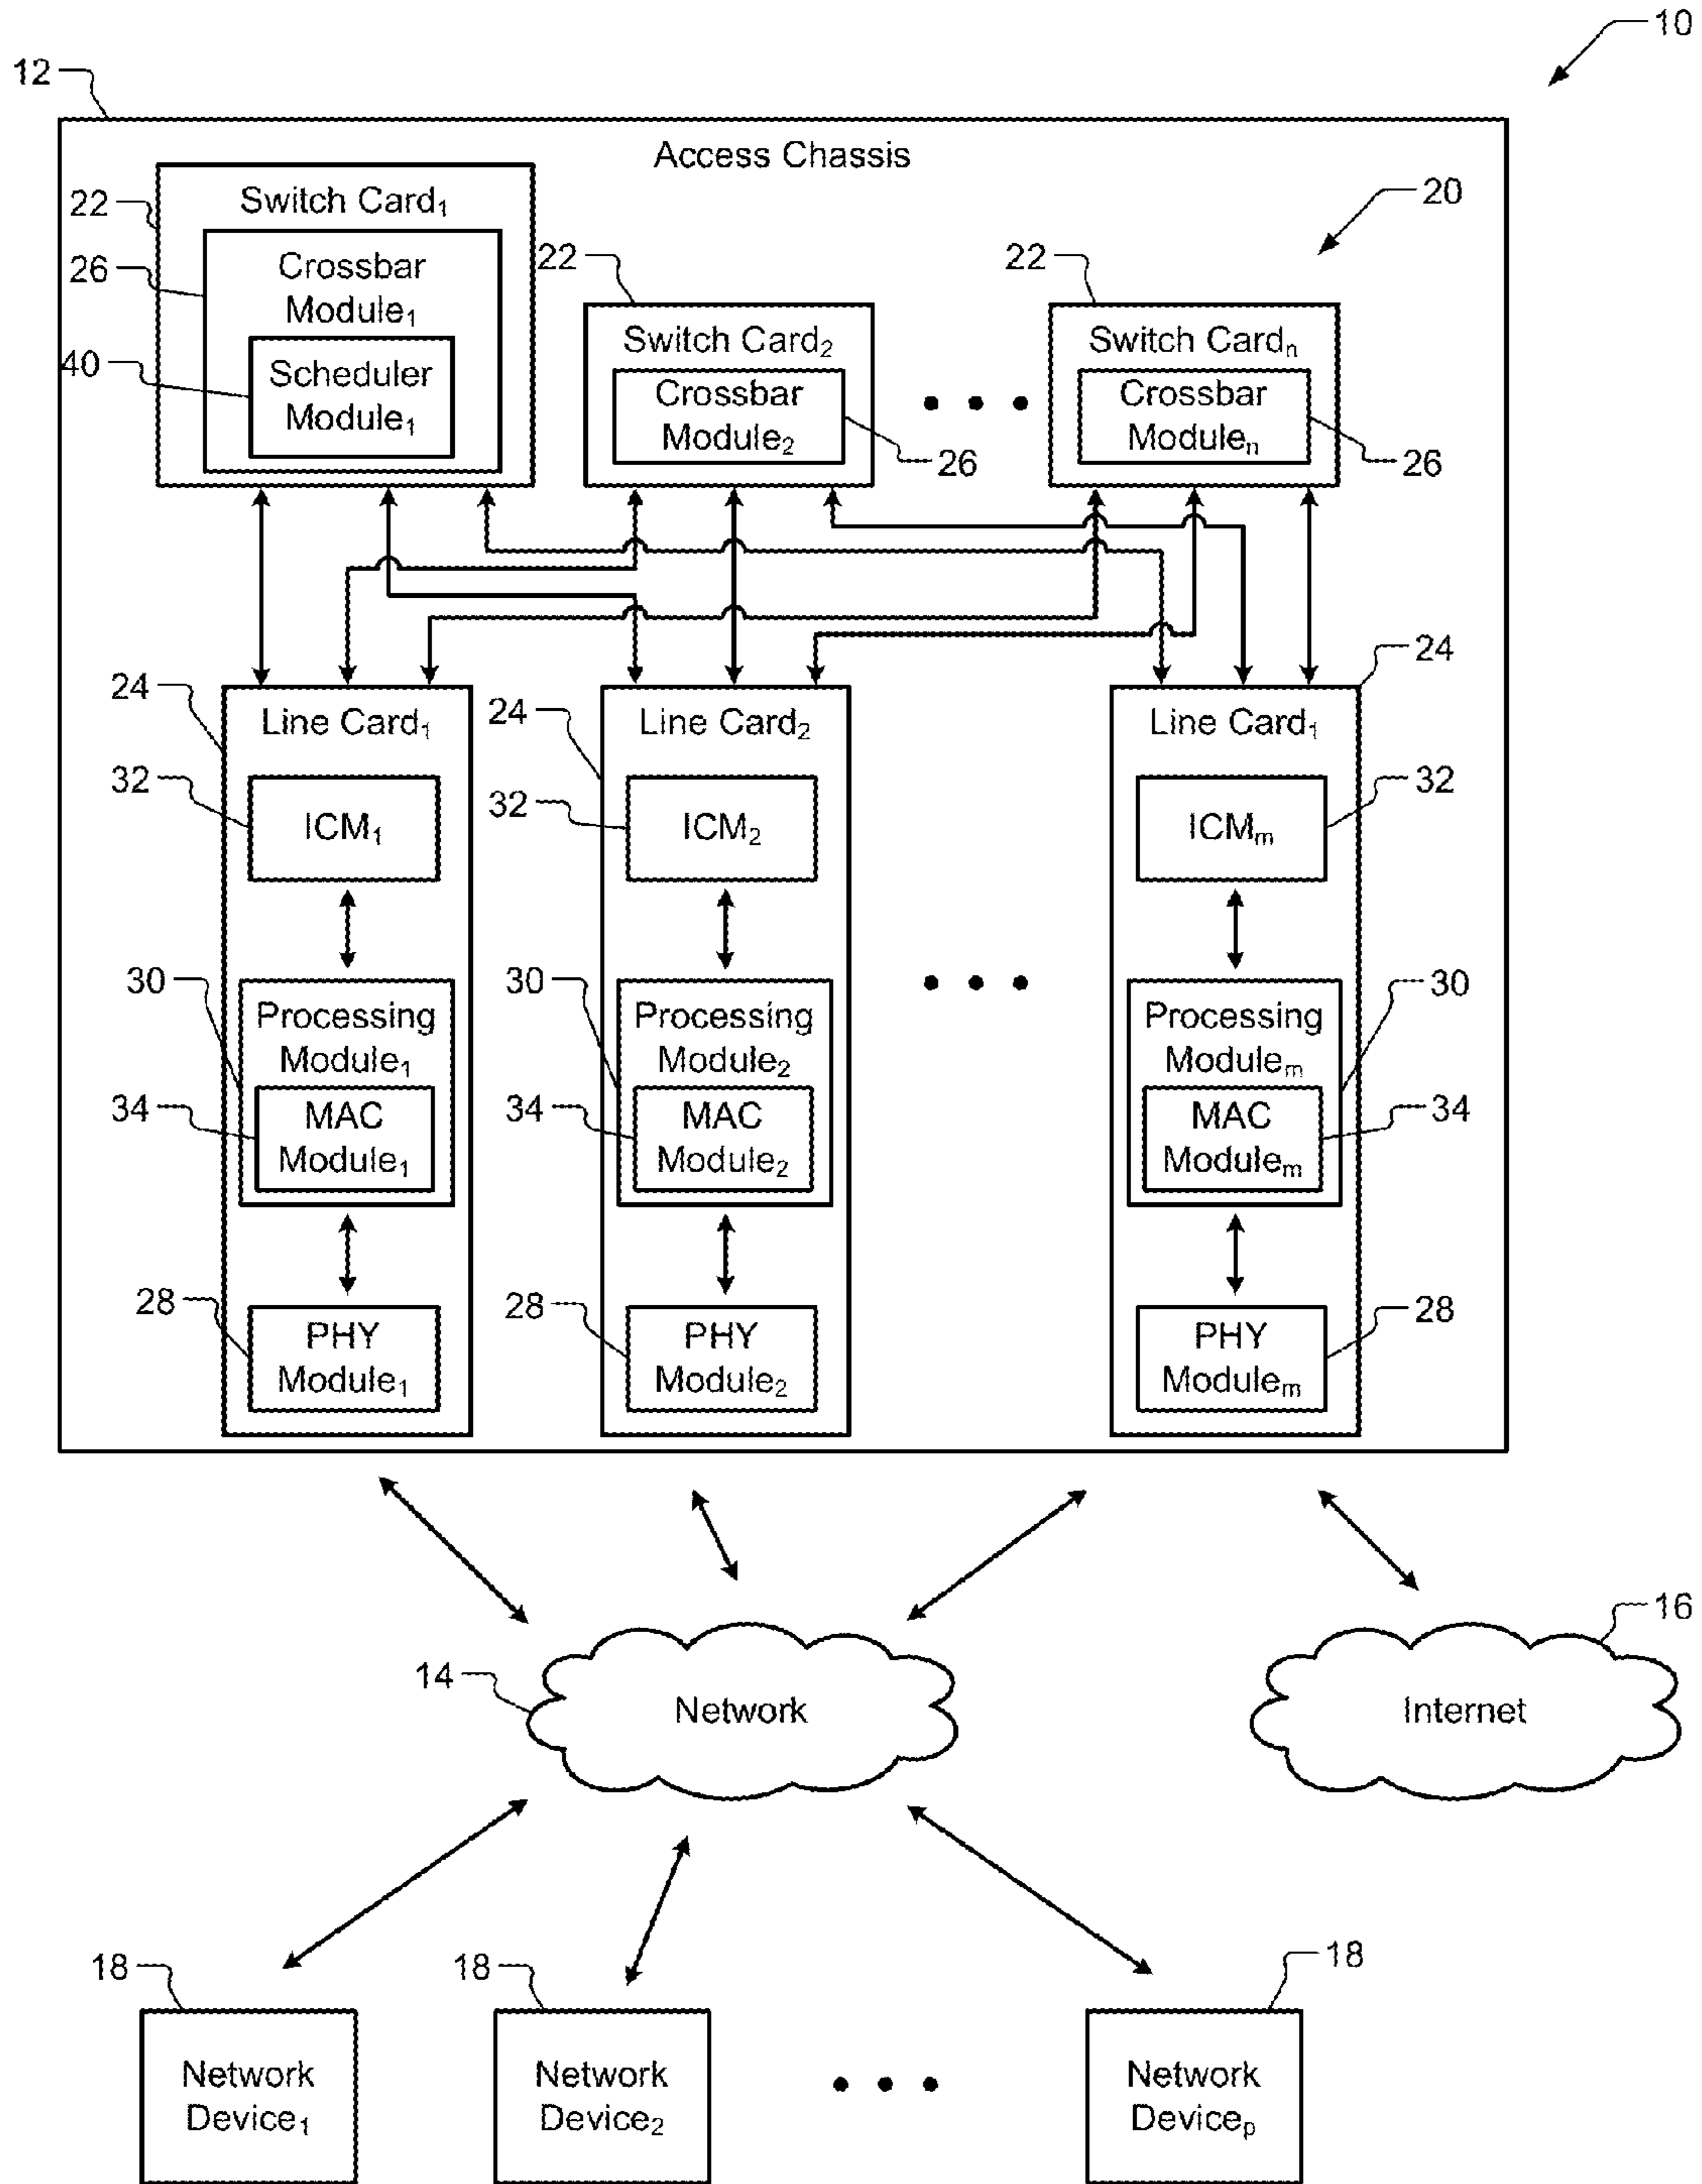 10
12
Access Chassis
20
22
Switch Card₁
26
Crossbar
Module₁
40
Scheduler
Module₁
22
Switch Card₂
Crossbar
Module₂
26
22
Switch Cardₙ
Crossbar
Moduleₙ
26
24
Line Card₁
32
ICM₁
30
Processing
Module₁
34
MAC
Module₁
28
PHY
Module₁
24
Line Card₂
32
ICM₂
30
Processing
Module₂
34
MAC
Module₂
28
PHY
Module₂
24
Line Card₁
32
ICMₘ
30
Processing
Moduleₘ
34
MAC
Moduleₘ
28
PHY
Moduleₘ
14
Network
16
Internet
18
Network
Device₁
18
Network
Device₂
18
Network
Deviceₚ